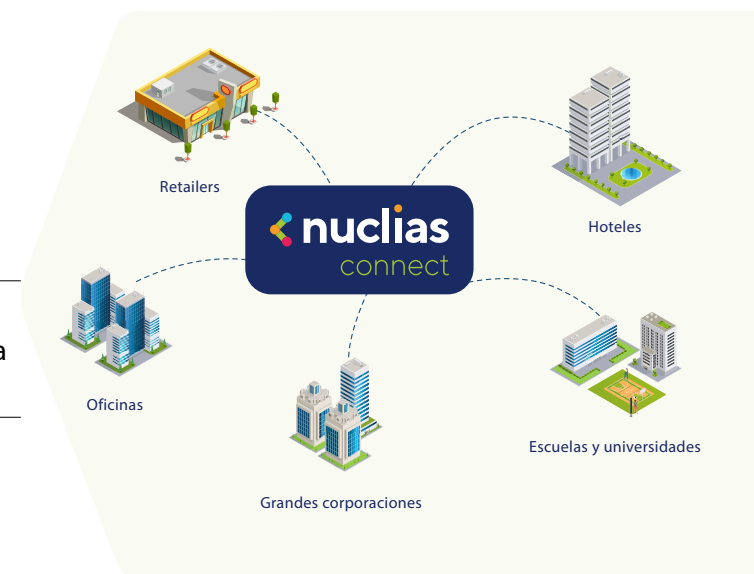 Retailers
Hoteles
nuclias
connect
a
Oficinas
Escuelas y universidades
Grandes corporaciones